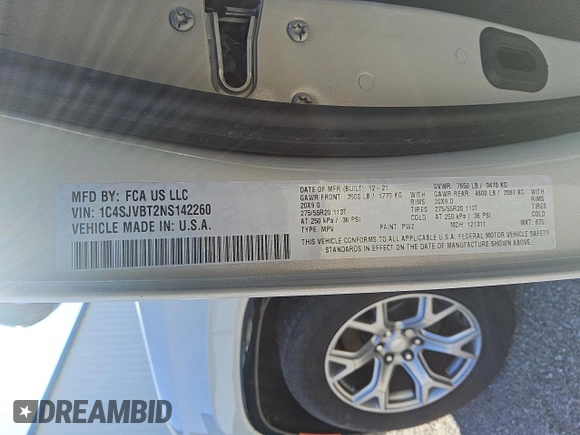 MFD BY: FCA US LLC
VIN: 1C4SJVBT2NS142260
VEHICLE MADE IN: U.S.A.
DATE OF MFR (BUILT): 12-21
GAWR FRONT: 3900 LB / 1770 KG
20X9.0 RIMS
275/55R20 113T TIRES
AT: 250 kPa / 36 PSI
TYPE: MPV
GVWR: 7650 LB / 3470 KG
GAWR REAR: 4600 LB / 2087 KG WITH
20X9.0 RIMS
275/55R20 113T TIRES
AT 250 kPa / 36 PSI
PAINT: PW2 MDH: 121311 MKT: 875
THIS VEHICLE CONFORMS TO ALL APPLICABLE U.S.A. FEDERAL MOTOR VEHICLE SAFETY
STANDARDS IN EFFECT ON THE DATE OF MANUFACTURE SHOWN ABOVE.
DREAMBID